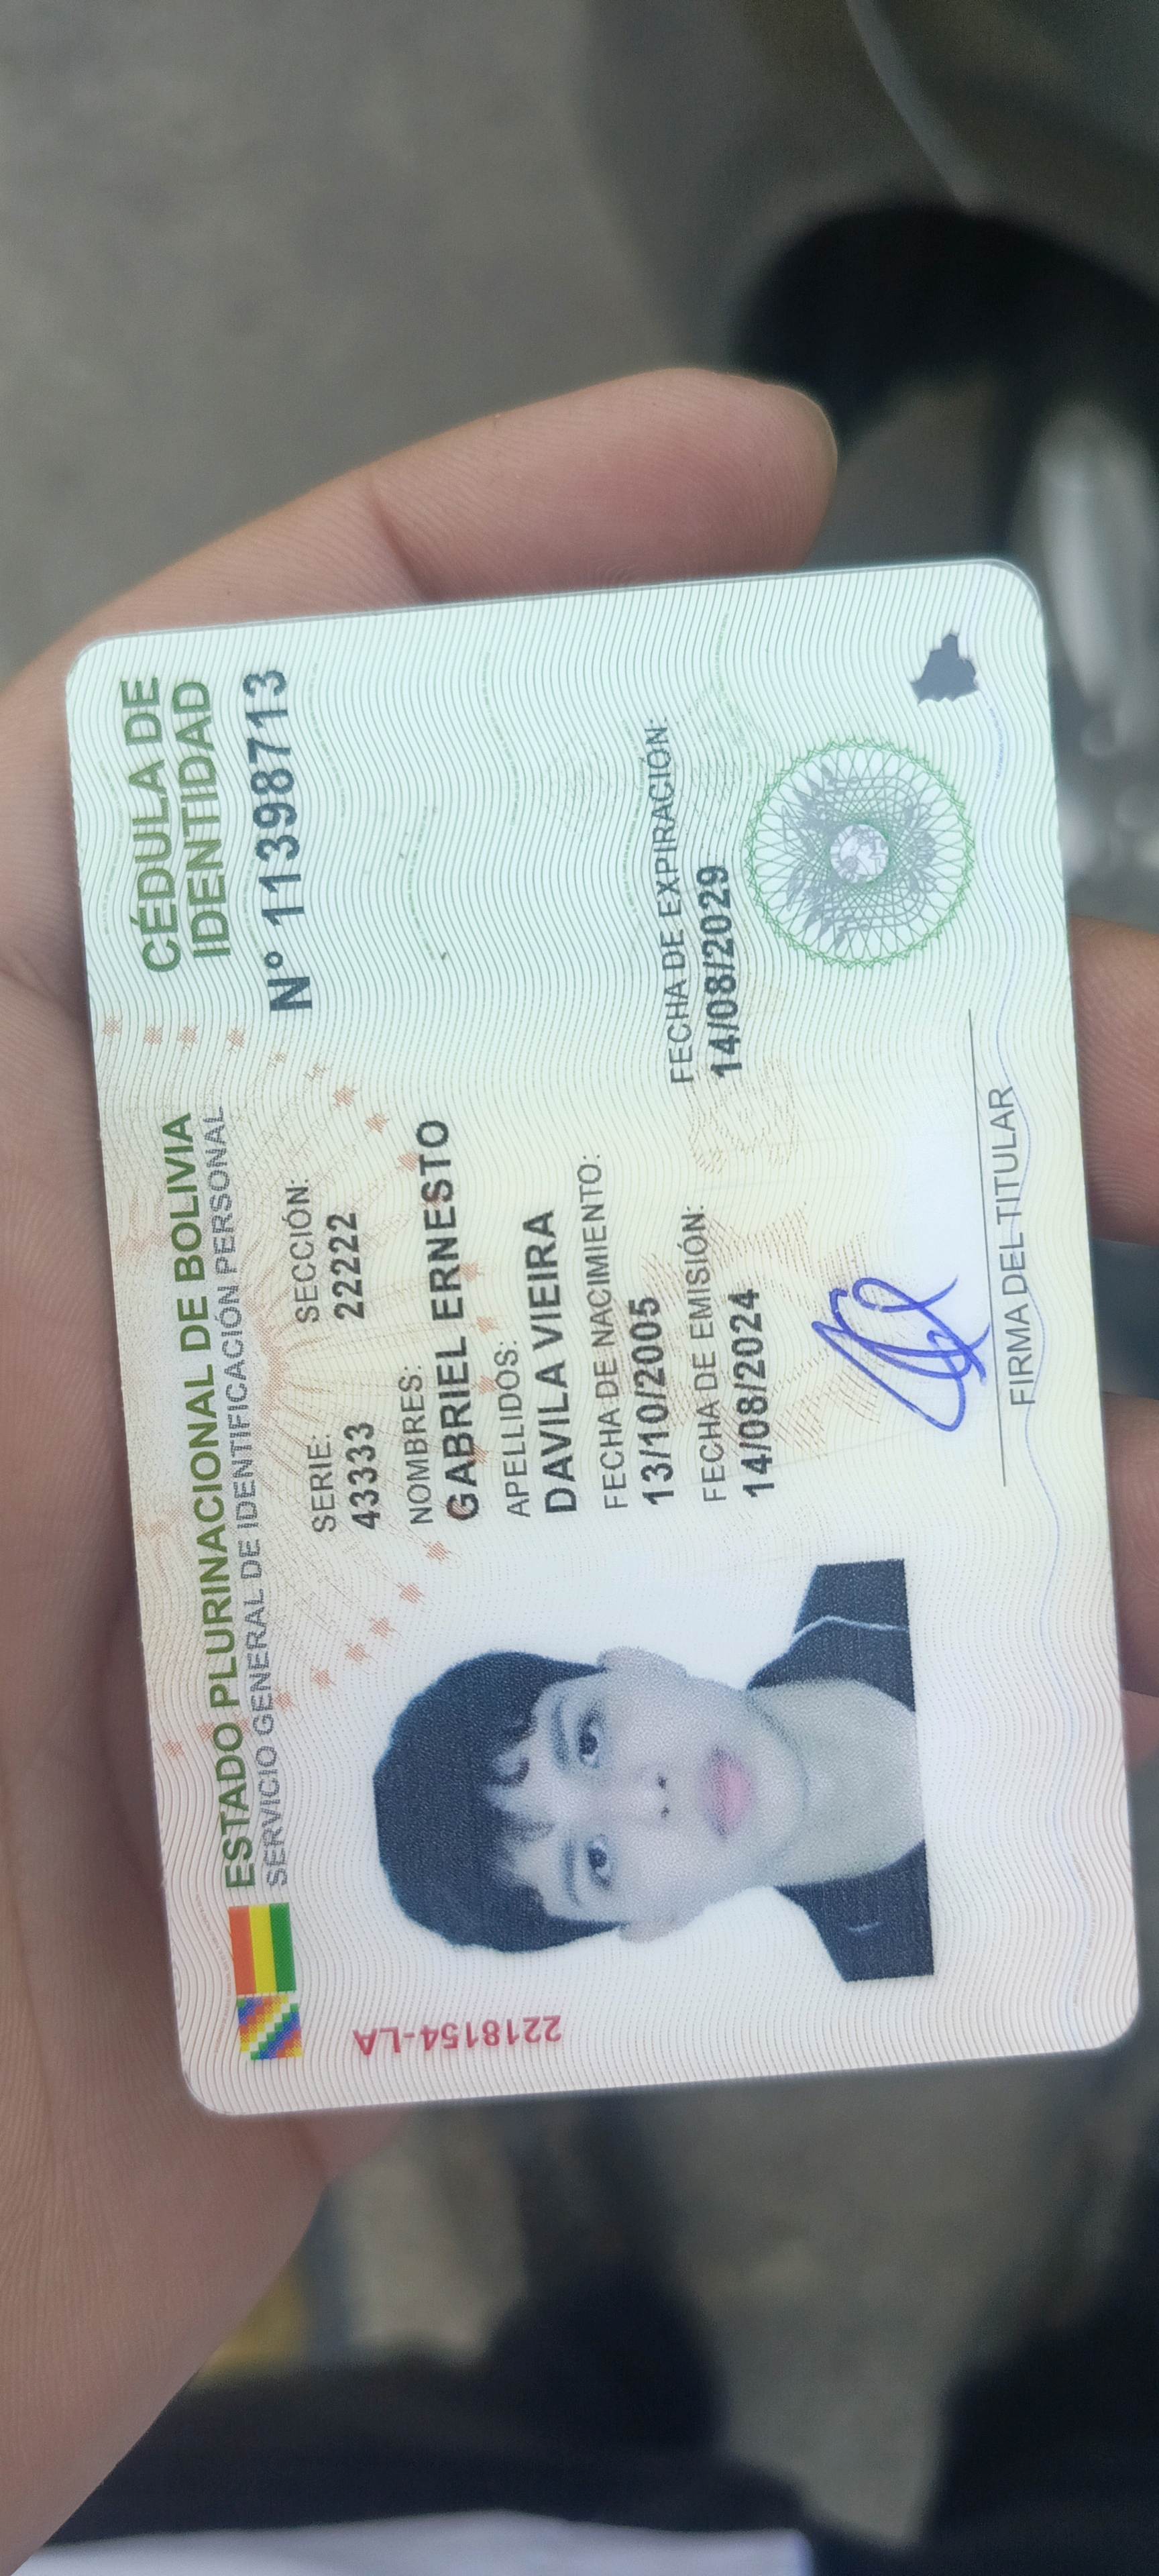 ESTADO PLURINACIONAL DE BOLIVIA
SERVICIO GENERAL DE IDENTIFICACIÓN PERSONAL
CÉDULA DE
IDENTIDAD
N° 11398713
SERIE: SECCIÓN:
43333 22222
NOMBRES:
GABRIEL ERNESTO
APELLIDOS:
DAVILA VIEIRA
FECHA DE NACIMIENTO:
13/10/2005
FECHA DE EMISIÓN: FECHA DE EXPIRACIÓN:
14/08/2024 14/08/2029
FIRMA DEL TITULAR
2218154-LA